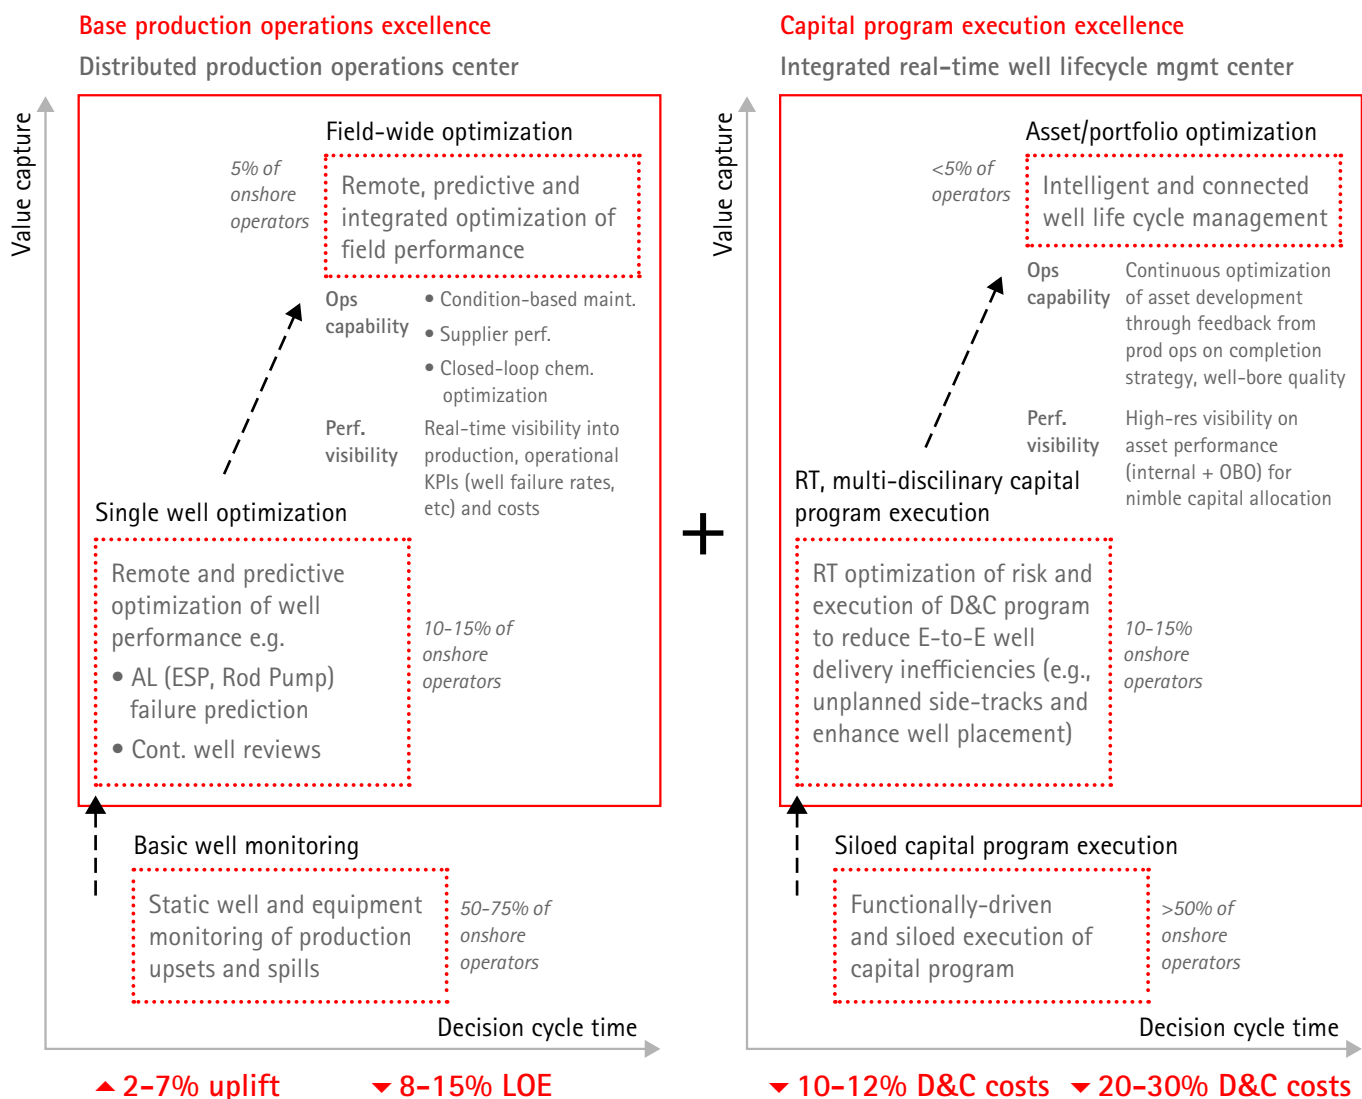 Base production operations excellence
Distributed production operations center
Value capture
Field-wide optimization
5% of
onshore
operators
Remote, predictive and
integrated optimization of
field performance
Ops
capability
• Condition-based maint.
• Supplier perf.
• Closed-loop chem.
optimization
Perf.
visibility
Real-time visibility into
production, operational
KPIs (well failure rates,
etc) and costs
Single well optimization
Remote and predictive
optimization of well
performance e.g.
• AL (ESP, Rod Pump)
failure prediction
• Cont. well reviews
10-15% of
onshore
operators
Basic well monitoring
Static well and equipment
monitoring of production
upsets and spills
50-75% of
onshore
operators
Decision cycle time
2-7% uplift
8-15% LOE
+
Capital program execution excellence
Integrated real-time well lifecycle mgmt center
Value capture
Asset/portfolio optimization
<5% of
operators
Intelligent and connected
well life cycle management
Ops
capability
Continuous optimization
of asset development
through feedback from
prod ops on completion
strategy, well-bore quality
Perf.
visibility
High-res visibility on
asset performance
(internal + OBO) for
nimble capital allocation
RT, multi-discilinary capital
program execution
RT optimization of risk and
execution of D&C program
to reduce E-to-E well
delivery inefficiencies (e.g.,
unplanned side-tracks and
enhance well placement)
10-15%
onshore
operators
Siloed capital program execution
Functionally-driven
and siloed execution of
capital program
>50% of
onshore
operators
Decision cycle time
10-12% D&C costs
20-30% D&C costs